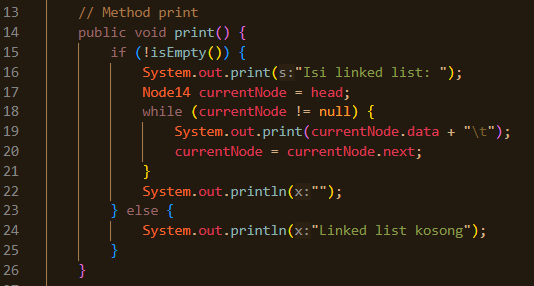 13 // Method print
14 public void print() {
15 if (!isEmpty()) {
16 System.out.print(s:"Isi linked list: ");
17 Node14 currentNode = head;
18 while (currentNode != null) {
19 System.out.print(currentNode.data + "\t");
20 currentNode = currentNode.next;
21 }
22 System.out.println(x:"");
23 } else {
24 System.out.println(x:"Linked list kosong");
25 }
26 }